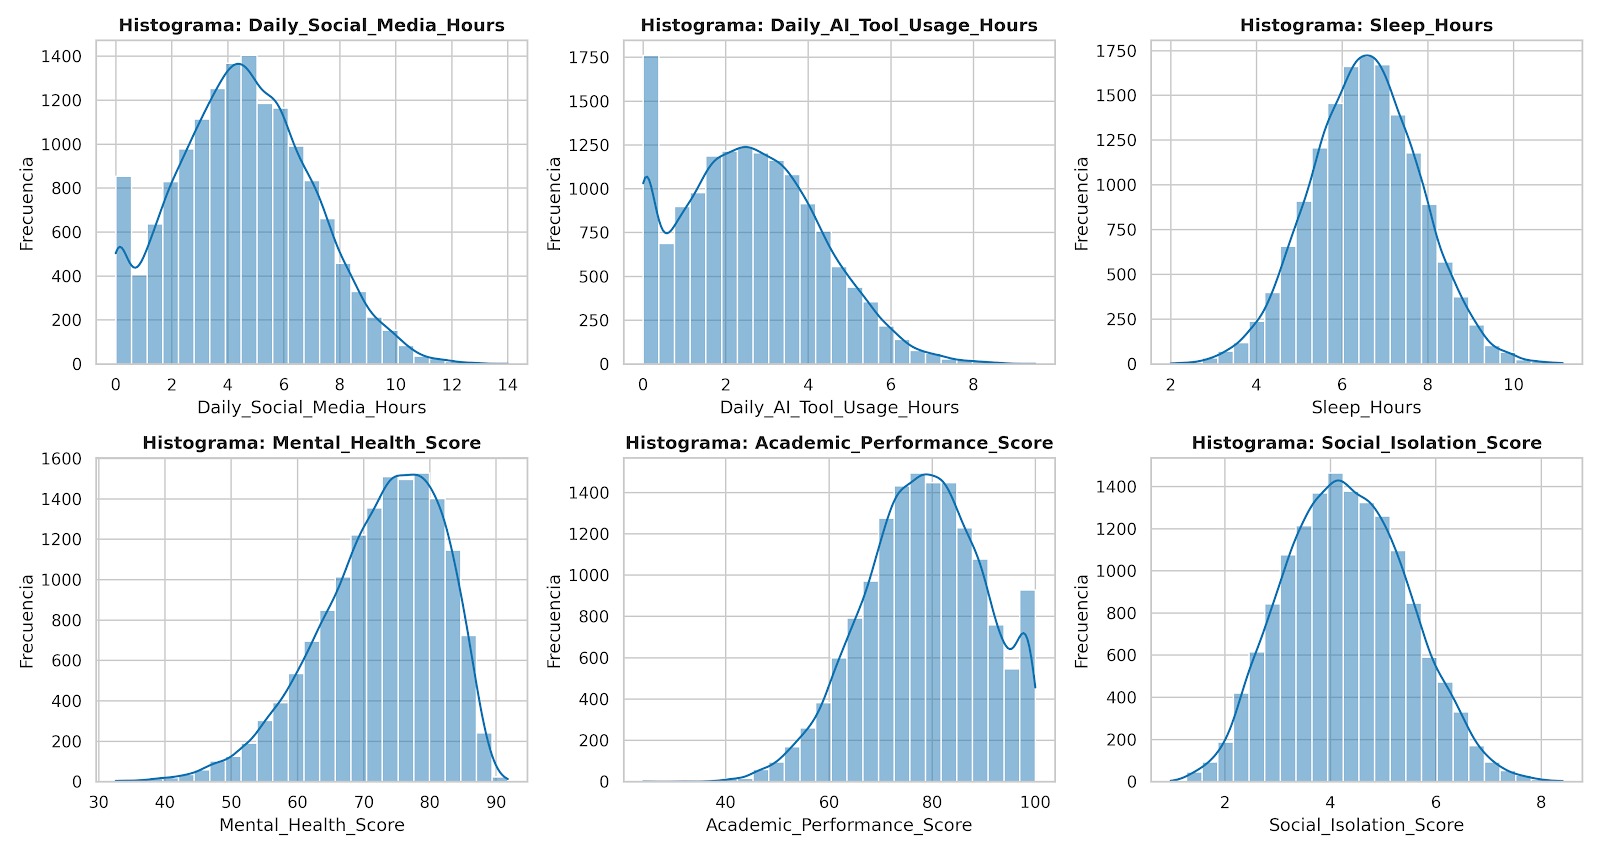 Histograma: Daily_Social_Media_Hours
1400
1200
1000
800
600
400
200
0
Frecuencia
0 2 4 6 8 10 12 14
Daily_Social_Media_Hours
Histograma: Daily_AI_Tool_Usage_Hours
1750
1500
1250
1000
750
500
250
0
Frecuencia
0 2 4 6 8
Daily_AI_Tool_Usage_Hours
Histograma: Sleep_Hours
1750
1500
1250
1000
750
500
250
0
Frecuencia
2 4 6 8 10
Sleep_Hours
Histograma: Mental_Health_Score
1600
1400
1200
1000
800
600
400
200
0
Frecuencia
30 40 50 60 70 80 90
Mental_Health_Score
Histograma: Academic_Performance_Score
1400
1200
1000
800
600
400
200
0
Frecuencia
40 60 80 100
Academic_Performance_Score
Histograma: Social_Isolation_Score
1400
1200
1000
800
600
400
200
0
Frecuencia
2 4 6 8
Social_Isolation_Score